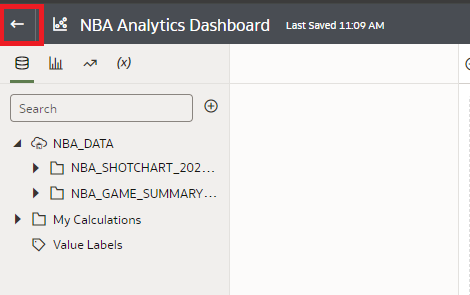 NBA Analytics Dashboard Last Saved 11:09 AM
(x)
Search
NBA_DATA
NBA_SHOTCHART_202...
NBA_GAME_SUMMARY...
My Calculations
Value Labels